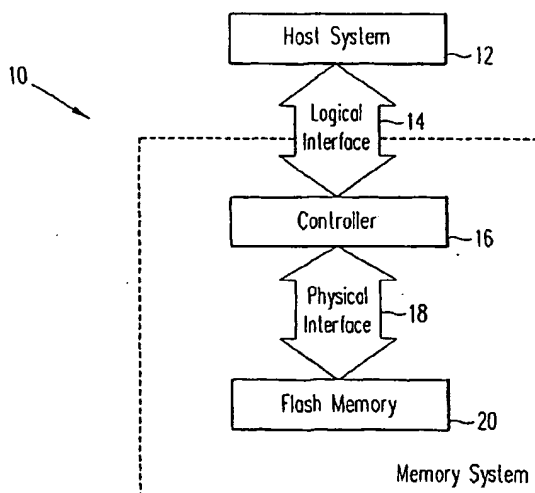 Host System
12
10
Logical
Interface
14
Controller
16
Physical
Interface
18
Flash Memory
20
Memory System